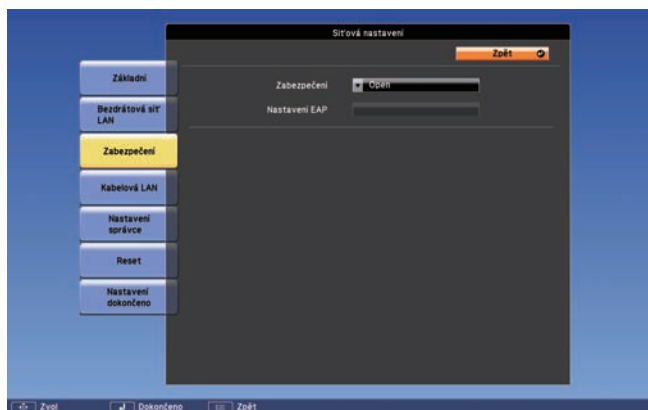 Síťová nastavení
Zpět
Základní
Bezdrátová síť
LAN
Zabezpečení
Kabelová LAN
Nastavení
správce
Reset
Nastavení
dokončeno
Zabezpečení
Open
Nastavení EAP
Zvol
Dokončeno
Zpět